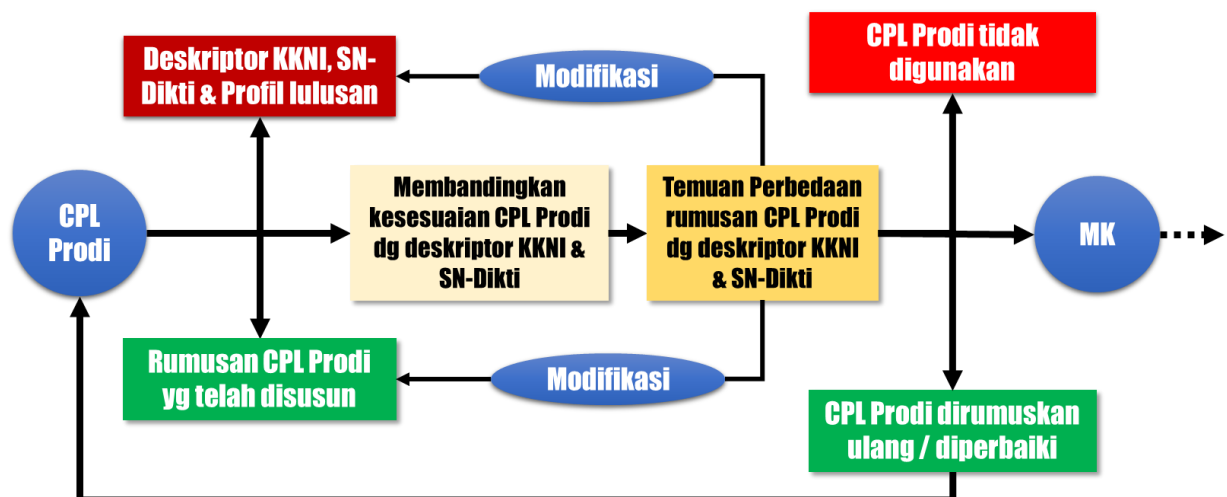 Deskriptor KKNI, SN-
Dikti & Profil lulusan
Modifikasi
CPL Prodi tidak
digunakan
CPL
Prodi
Membandingkan
kesesuaian CPL Prodi
dg deskriptor KKNI &
SN-Dikti
Temuan Perbedaan
rumusan CPL Prodi
dg deskriptor KKNI
& SN-Dikti
MK
Rumusan CPL Prodi
yg telah disusun
Modifikasi
CPL Prodi dirumuskan
ulang / diperbaiki